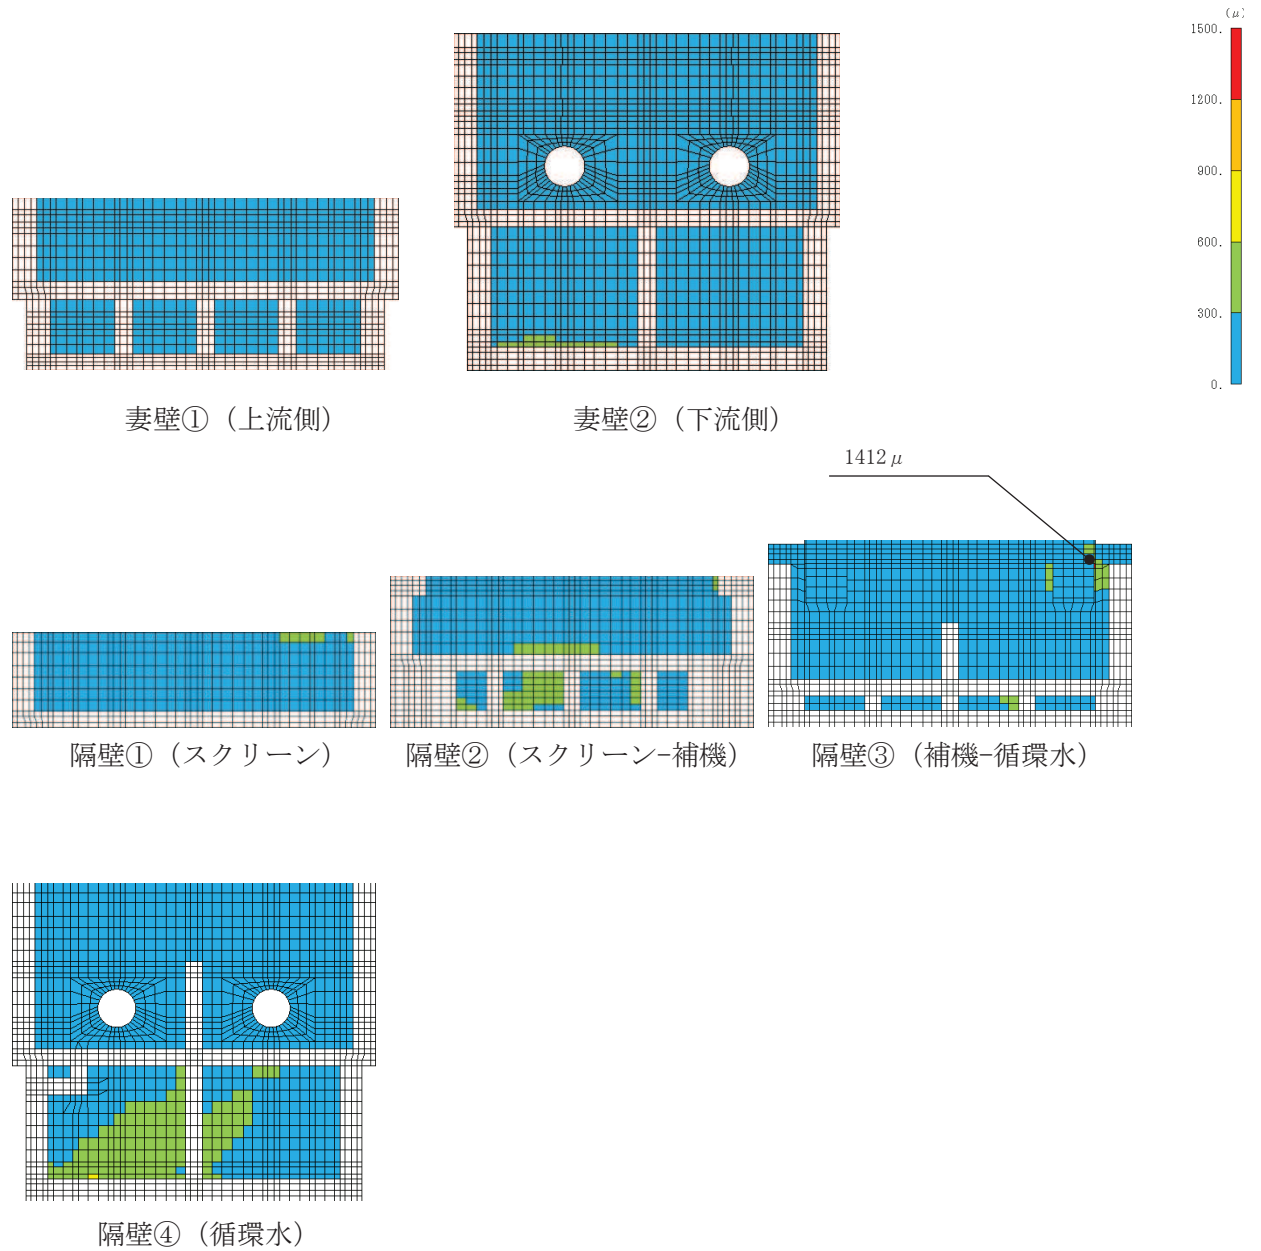 (μ)
1500.
1200.
900.
600.
300.
0.
妻壁①（上流側）
妻壁②（下流側）
1412μ
隔壁①（スクリーン）
隔壁②（スクリーン−補機）
隔壁③（補機−循環水）
隔壁④（循環水）